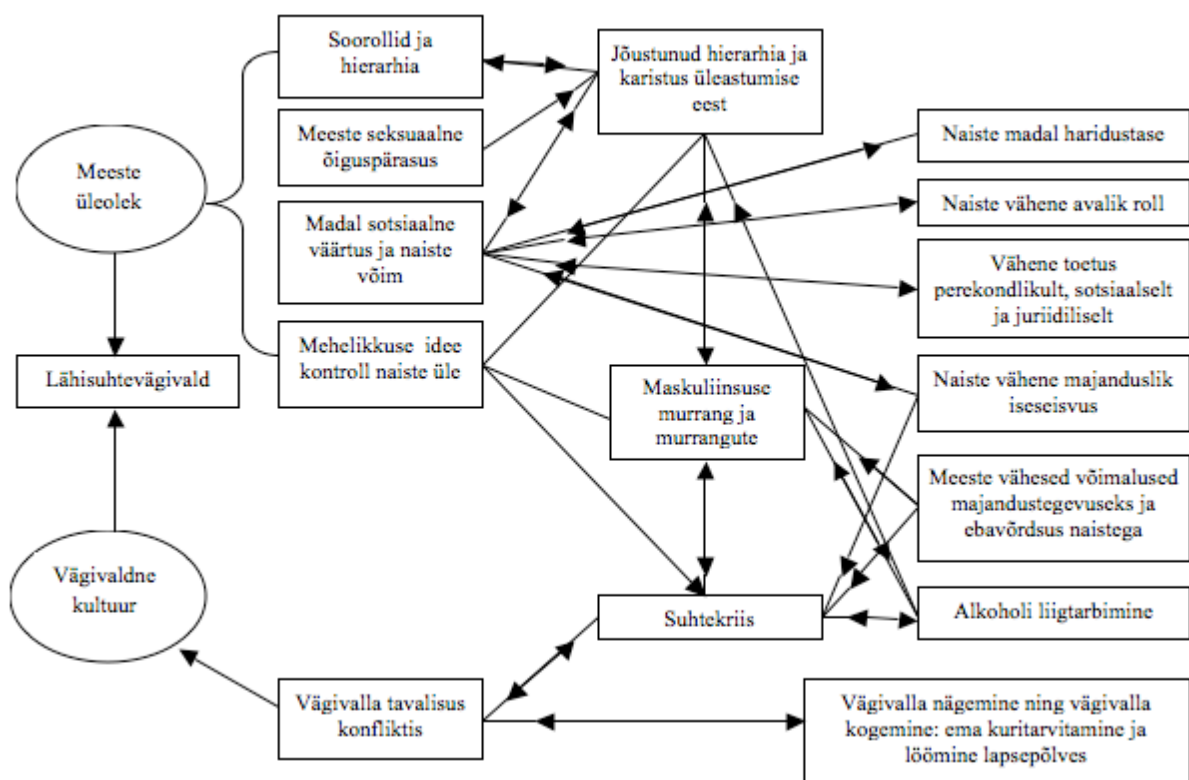 Soorollid ja
hierarhia
Jõustunud hierarhia ja
karistus üleastumise
eest
Meeste
üleolek
Meeste seksuaalne
õiguspärasus
Naiste madal haridustase
Madal sotsiaalne
väärtus ja naiste
võim
Naiste vähene avalik roll
Vähene toetus
perekondlikult, sotsiaalselt
ja juriidiliselt
Mehelikkuse idee
kontroll naiste üle
Lähisuhtevägivald
Maskuliinsuse
murrang ja
murrangute
Naiste vähene majanduslik
iseseisvus
Meeste vähesed võimalused
majandustegevuseks ja
ebavõrdsus naistega
Vägivaldne
kultuur
Suhtekriis
Alkoholi liigtarbimine
Vägivalla tavalisus
konfliktis
Vägivalla nägemine ning vägivalla
kogemine: ema kuritarvitamine ja
löömine lapsepõlves